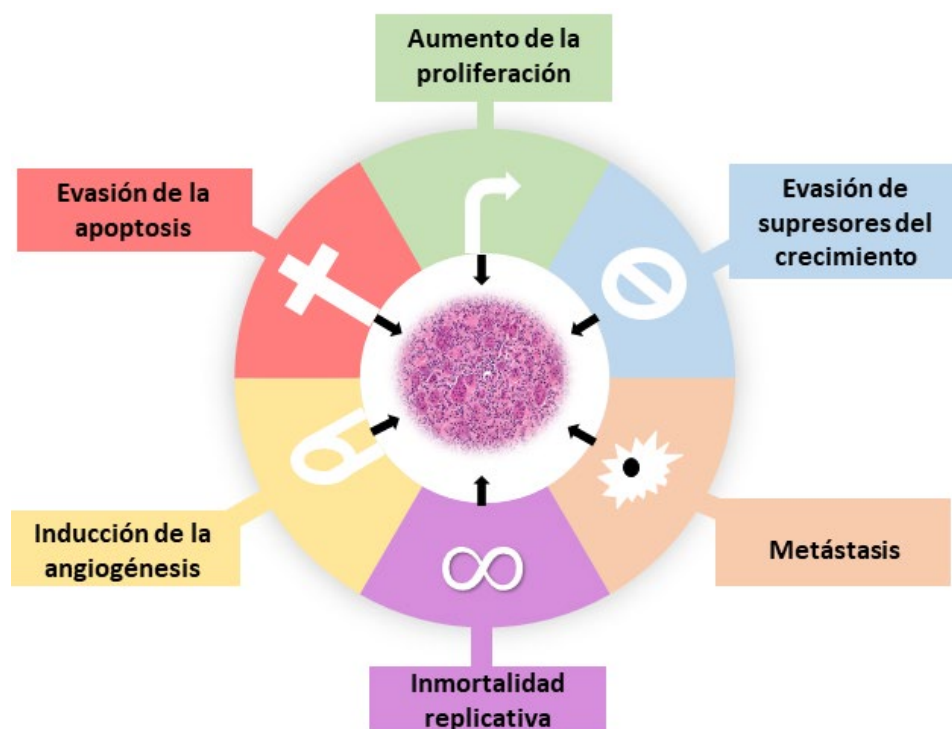 Aumento de la
proliferación
Evasión de la
apoptosis
Evasión de
supresores del
crecimiento
Inducción de la
angiogénesis
Metástasis
Inmortalidad
replicativa